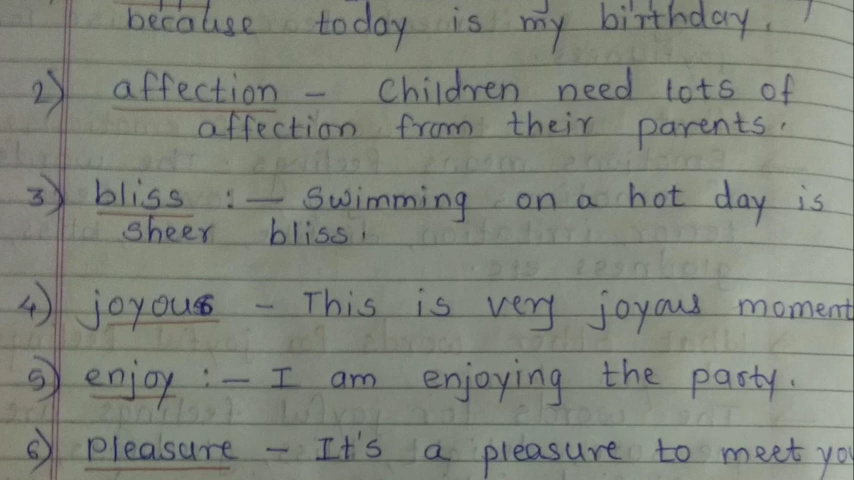 because today is my birthday.
2) affection - Children need lots of
affection from their parents.
3) bliss :- Swimming on a hot day is
sheer bliss.
4) joyous - This is very joyous moment
5) enjoy :- I am enjoying the party.
6) pleasure - It's a pleasure to meet yo